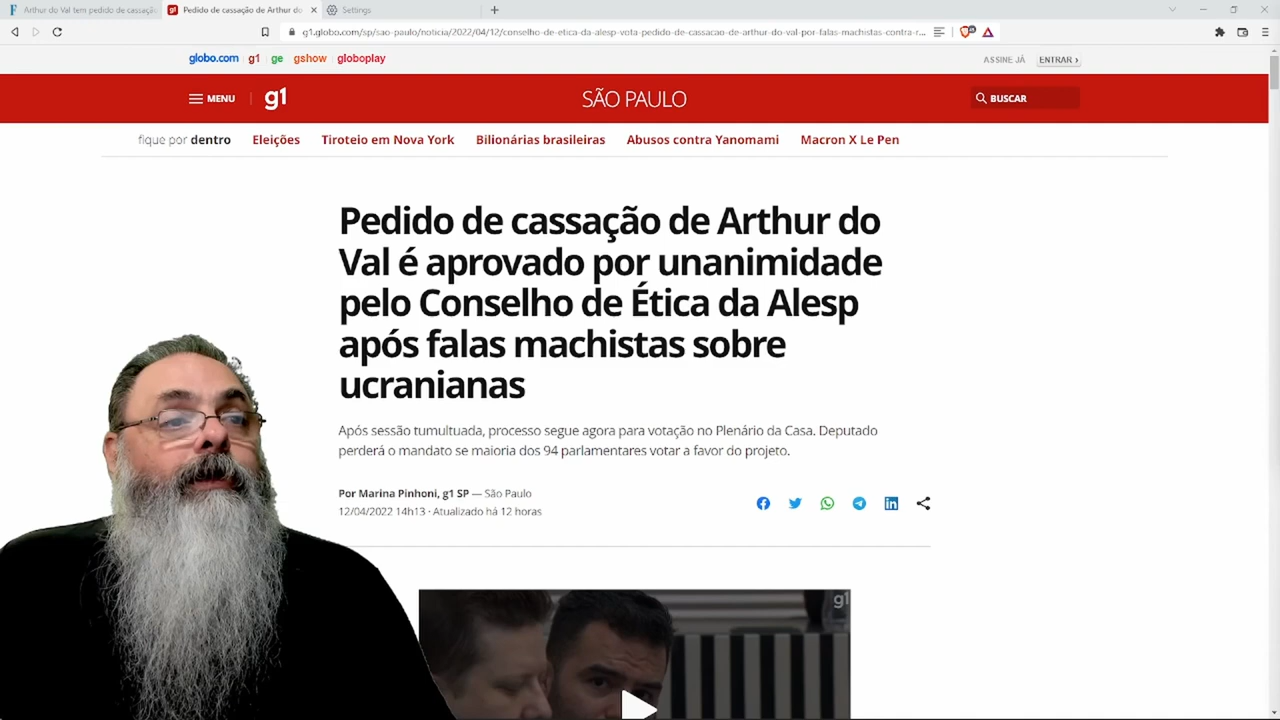 Arthur do Val tem pedido de cassaçã
Pedido de cassação de Arthur do
Settings
g1.globo.com/sp/sao-paulo/noticia/2022/04/12/conselho-de-etica-da-alesp-vota-pedido-de-cassacao-de-arthur-do-val-por-falas-machistas-contra-r...
globo.com g1 ge gshow globoplay
ASSINE JÁ ENTRAR ›
MENU g1 SÃO PAULO BUSCAR
fique por dentro Eleições Tiroteio em Nova York Bilionárias brasileiras Abusos contra Yanomami Macron X Le Pen
Pedido de cassação de Arthur do
Val é aprovado por unanimidade
pelo Conselho de Ética da Alesp
após falas machistas sobre
ucranianas
Após sessão tumultuada, processo segue agora para votação no Plenário da Casa. Deputado
perderá o mandato se maioria dos 94 parlamentares votar a favor do projeto.
Por Marina Pinhoni, g1 SP — São Paulo
12/04/2022 14h13 · Atualizado há 12 horas
g1